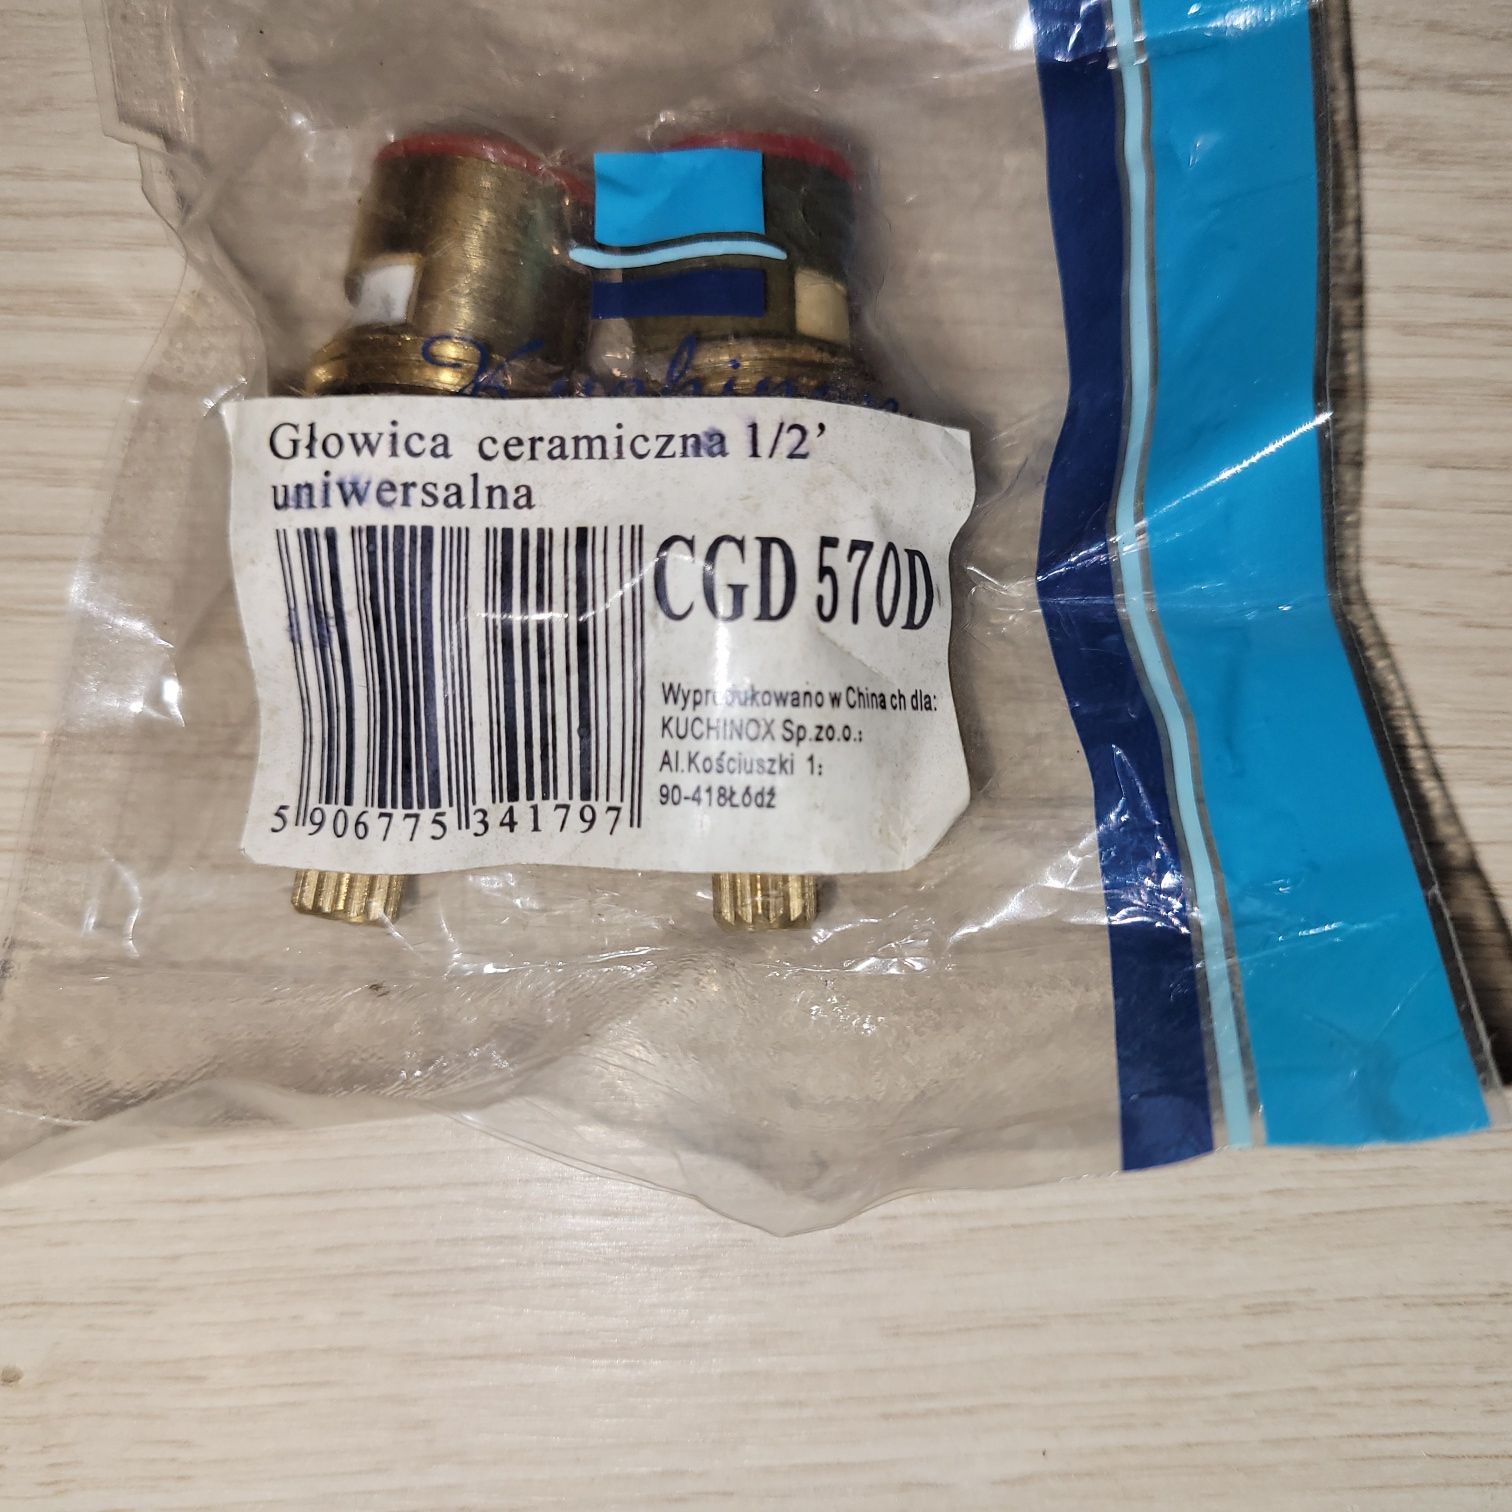 Kuchinox
Głowica ceramiczna 1/2’
uniwersalna
CGD 570D
Wyprodukowano w China ch dla:
KUCHINOX Sp.zo.o.:
Al.Kościuszki 1:
90-418Łódź
5 906775 341797